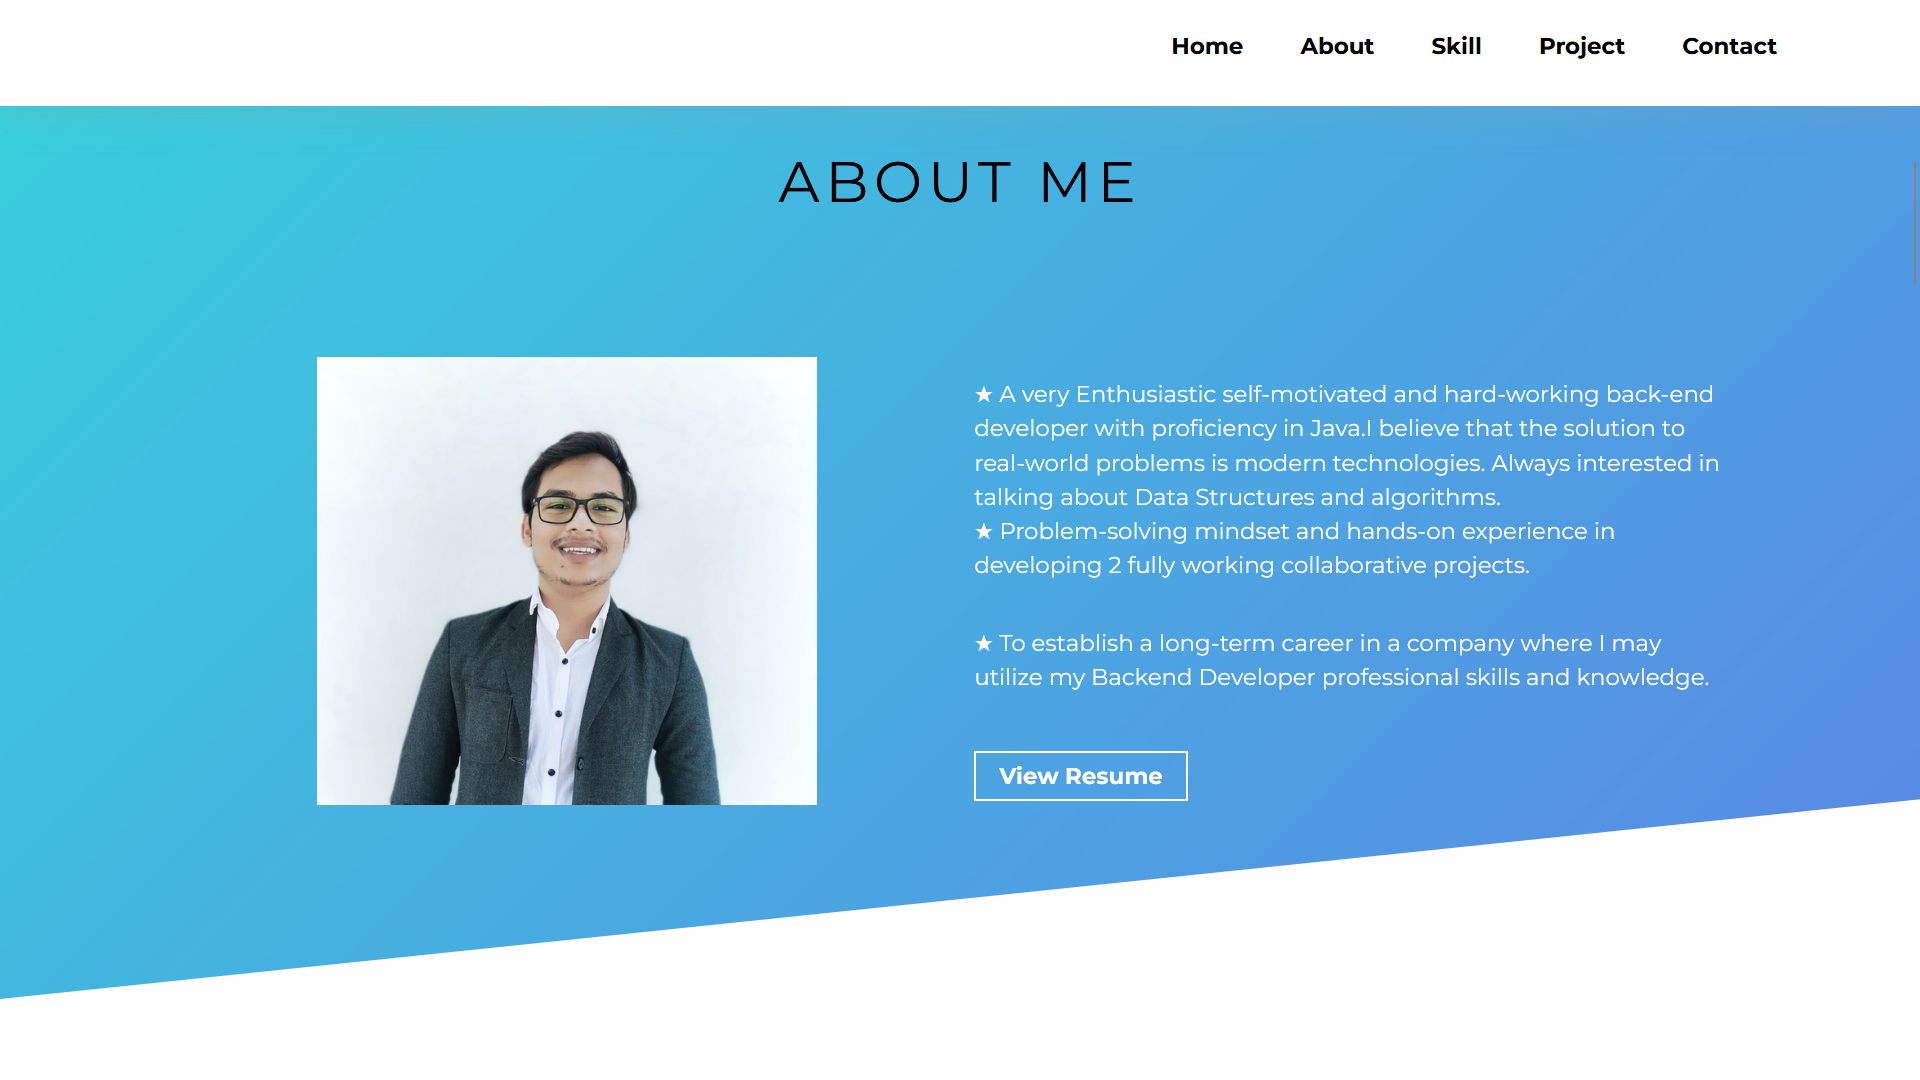 Home About Skill Project Contact
ABOUT ME
★ A very Enthusiastic self-motivated and hard-working back-end
developer with proficiency in Java.I believe that the solution to
real-world problems is modern technologies. Always interested in
talking about Data Structures and algorithms.
★ Problem-solving mindset and hands-on experience in
developing 2 fully working collaborative projects.
★ To establish a long-term career in a company where I may
utilize my Backend Developer professional skills and knowledge.
View Resume